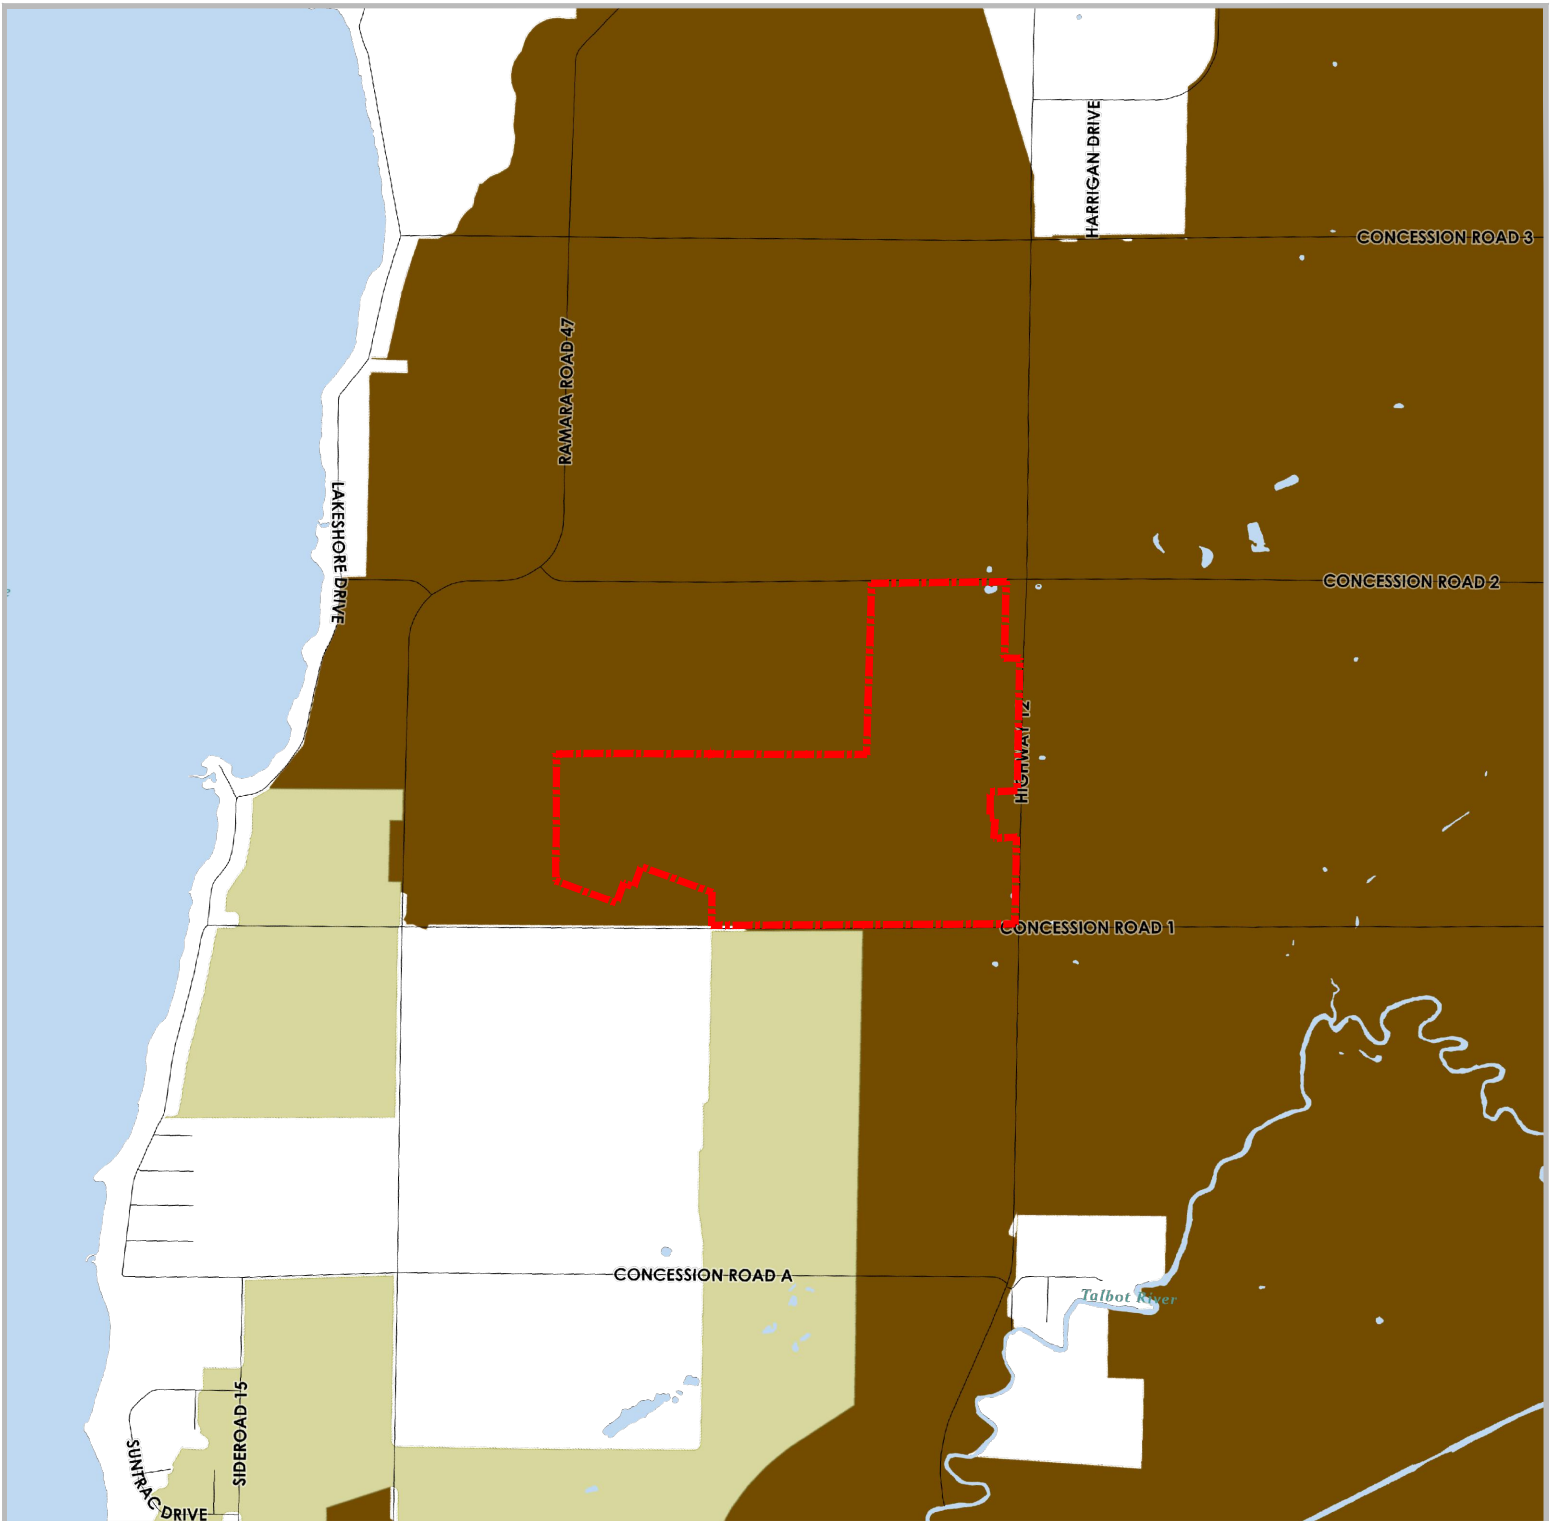 HARRIGAN DRIVE
CONCESSION ROAD 3
RAMARA ROAD 47
LAKESHORE DRIVE
CONCESSION ROAD 2
HIGHWAY 12
CONCESSION ROAD 1
CONCESSION ROAD A
Talbot River
SIDEROAD 15
SUNTRAC DRIVE